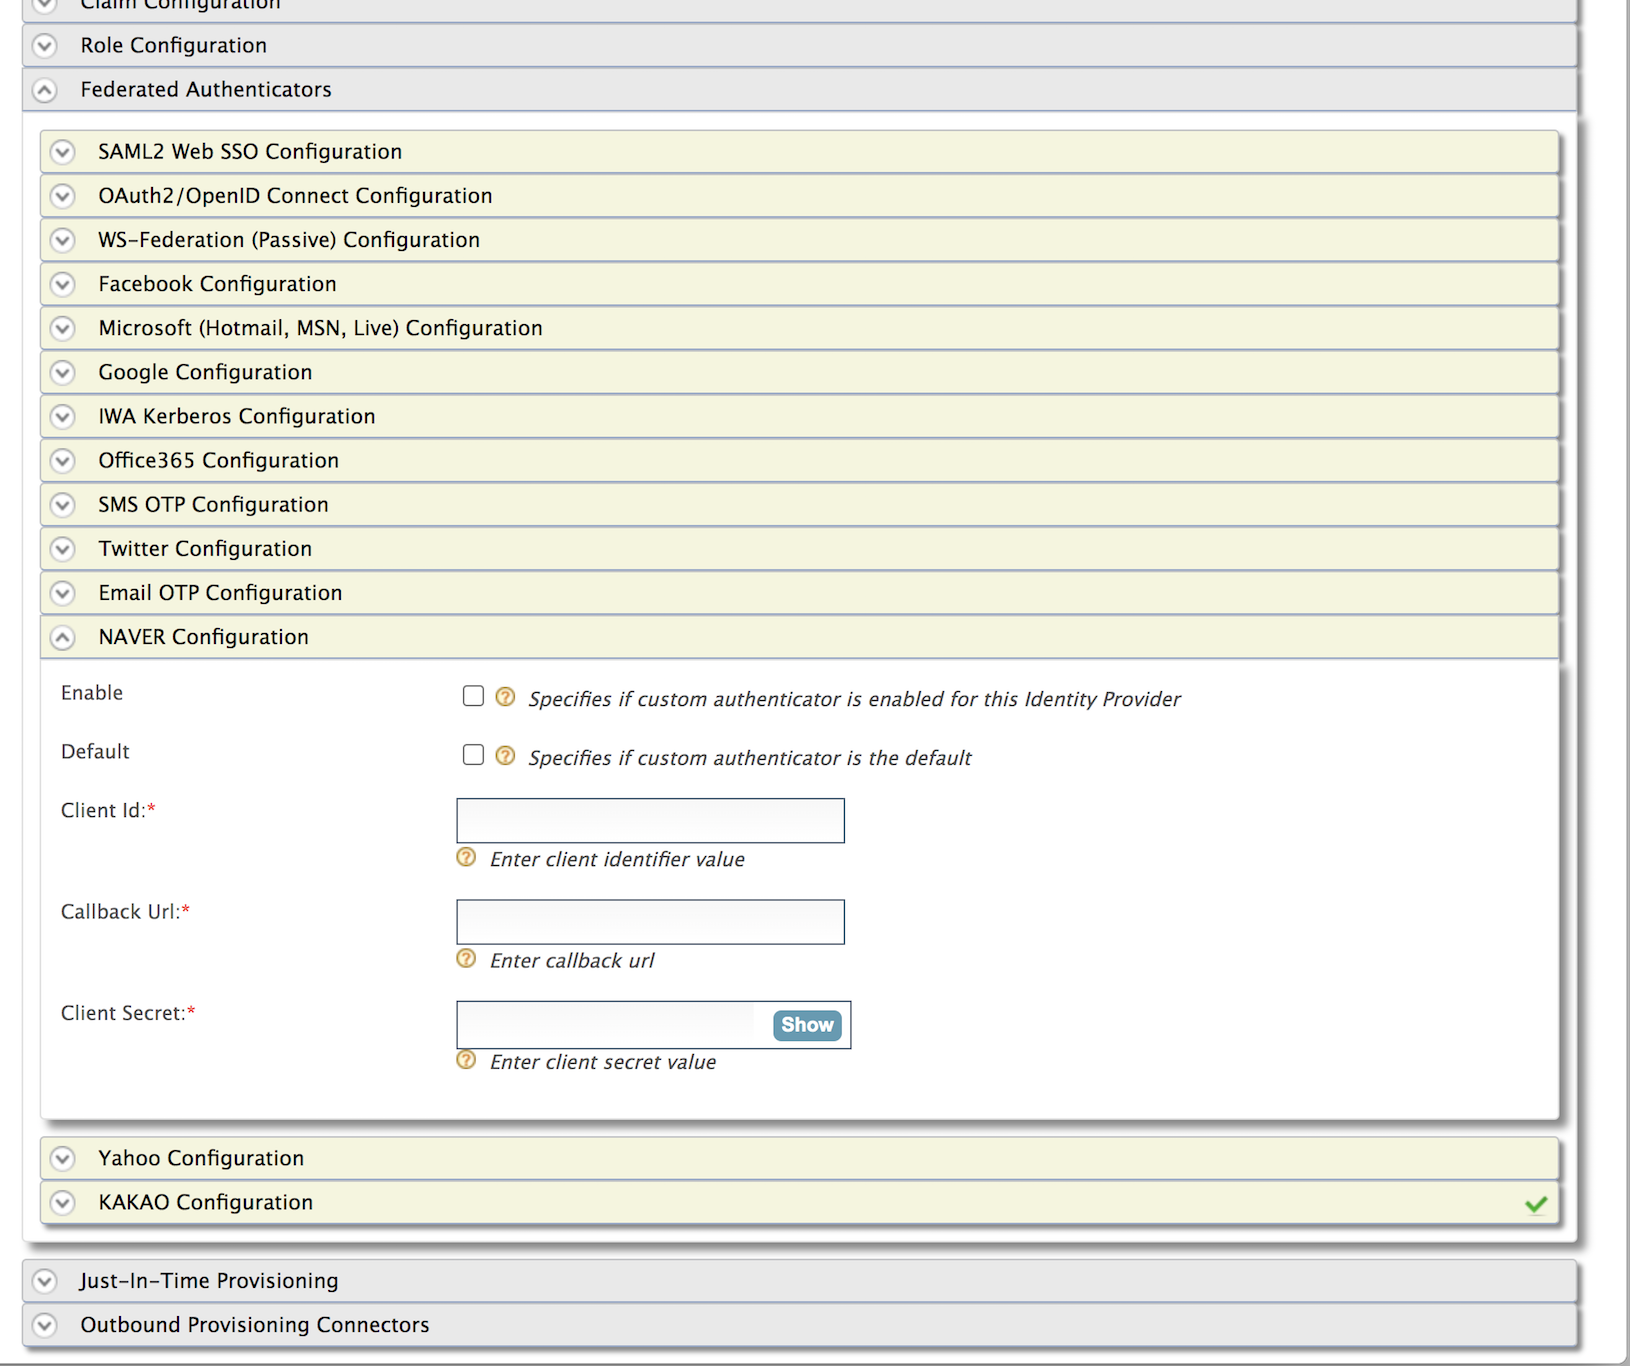 Claim Configuration
Role Configuration
Federated Authenticators
SAML2 Web SSO Configuration
OAuth2/OpenID Connect Configuration
WS-Federation (Passive) Configuration
Facebook Configuration
Microsoft (Hotmail, MSN, Live) Configuration
Google Configuration
IWA Kerberos Configuration
Office365 Configuration
SMS OTP Configuration
Twitter Configuration
Email OTP Configuration
NAVER Configuration
Enable ? Specifies if custom authenticator is enabled for this Identity Provider
Default ? Specifies if custom authenticator is the default
Client Id:*
? Enter client identifier value
Callback Url:*
? Enter callback url
Client Secret:* Show
? Enter client secret value
Yahoo Configuration
KAKAO Configuration
Just-In-Time Provisioning
Outbound Provisioning Connectors